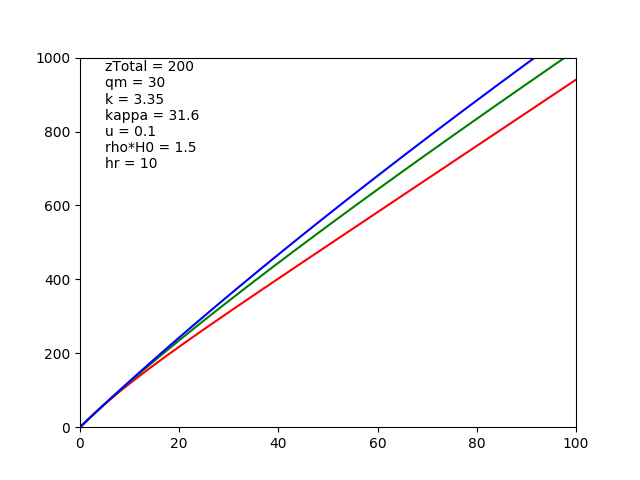 1000
800
600
400
200
0
zTotal = 200
qm = 30
k = 3.35
kappa = 31.6
u = 0.1
rho*H0 = 1.5
hr = 10
0 20 40 60 80 100